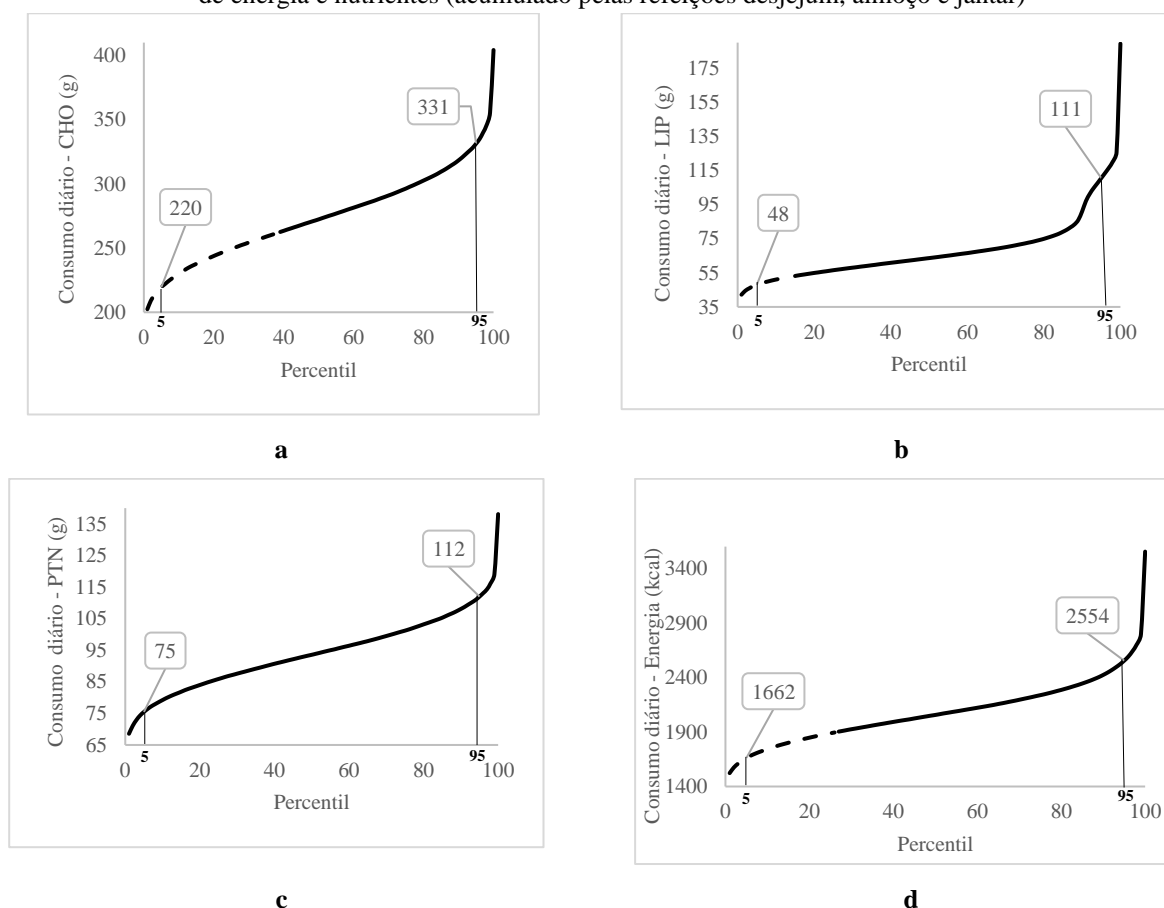 de energia e nutrientes (acumulado pelas refeições desjejum, almoço e jantar)
Consumo diário - CHO (g)
400
350
300
250
200
331
220
5
95
0 20 40 60 80 100
Percentil
a
Consumo diário - LIP (g)
175
155
135
115
95
75
55
35
111
48
5
95
0 20 40 60 80 100
Percentil
b
Consumo diário - PTN (g)
135
125
115
105
95
85
75
65
112
75
5
95
0 20 40 60 80 100
Percentil
c
Consumo diário - Energia (kcal)
3400
2900
2400
1900
1400
2554
1662
5
95
0 20 40 60 80 100
Percentil
d